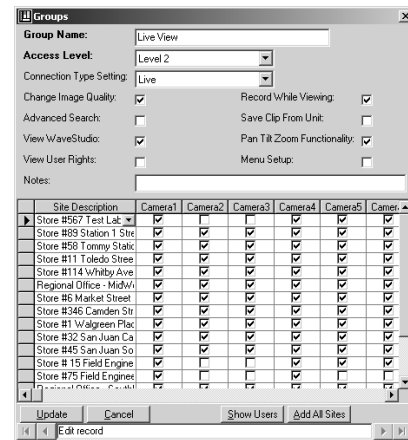 Groups
Group Name: Live View
Access Level: Level 2
Connection Type Setting: Live
Change Image Quality: Record While Viewing:
Advanced Search: Save Clip From Unit:
View WaveStudio: Pan Tilt Zoom Functionality:
View User Rights: Menu Setup:
Notes:
Site Description Camera1 Camera2 Camera3 Camera4 Camera5 Camer
Store #567 Test Lab
Store #89 Station 1 Stre
Store #58 Tommy Static
Store #11 Toledo Stree
Store #114 Whitby Ave
Regional Office - MidW
Store #6 Market Street
Store #346 Camden Str
Store #1 Walgreen Plac
Store #32 San Juan Ca
Store #45 San Juan So
Store # 15 Field Engine
Store #75 Field Enginee
Regional Office - South
Update Cancel Show Users Add All Sites
Edit record